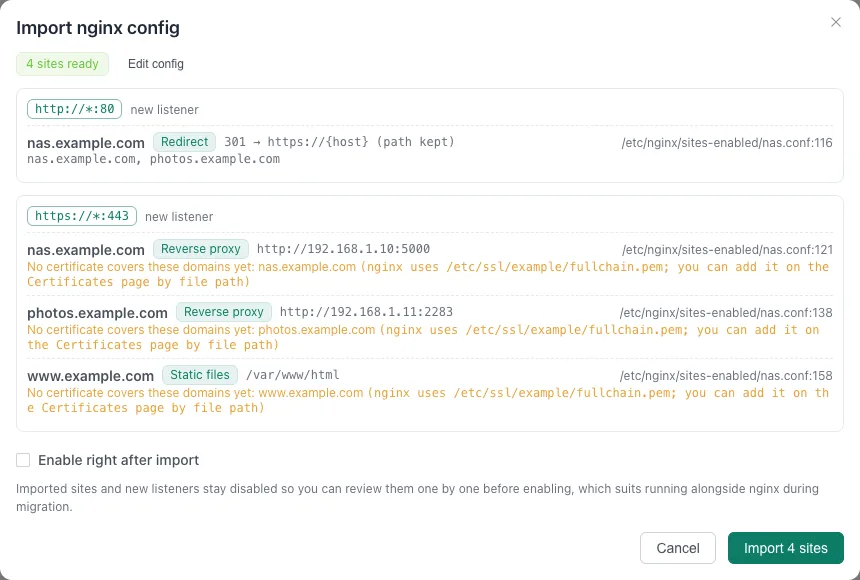 Import nginx config
4 sites ready Edit config
http://*:80 new listener
nas.example.com Redirect 301 → https://{host} (path kept) /etc/nginx/sites-enabled/nas.conf:116
nas.example.com, photos.example.com
https://*:443 new listener
nas.example.com Reverse proxy http://192.168.1.10:5000 /etc/nginx/sites-enabled/nas.conf:121
No certificate covers these domains yet: nas.example.com (nginx uses /etc/ssl/example/fullchain.pem; you can add it on the
Certificates page by file path)
photos.example.com Reverse proxy http://192.168.1.11:2283 /etc/nginx/sites-enabled/nas.conf:138
No certificate covers these domains yet: photos.example.com (nginx uses /etc/ssl/example/fullchain.pem; you can add it on
the Certificates page by file path)
www.example.com Static files /var/www/html /etc/nginx/sites-enabled/nas.conf:158
No certificate covers these domains yet: www.example.com (nginx uses /etc/ssl/example/fullchain.pem; you can add it on th
e Certificates page by file path)
Enable right after import
Imported sites and new listeners stay disabled so you can review them one by one before enabling, which suits running alongside nginx during
migration.
Cancel Import 4 sites